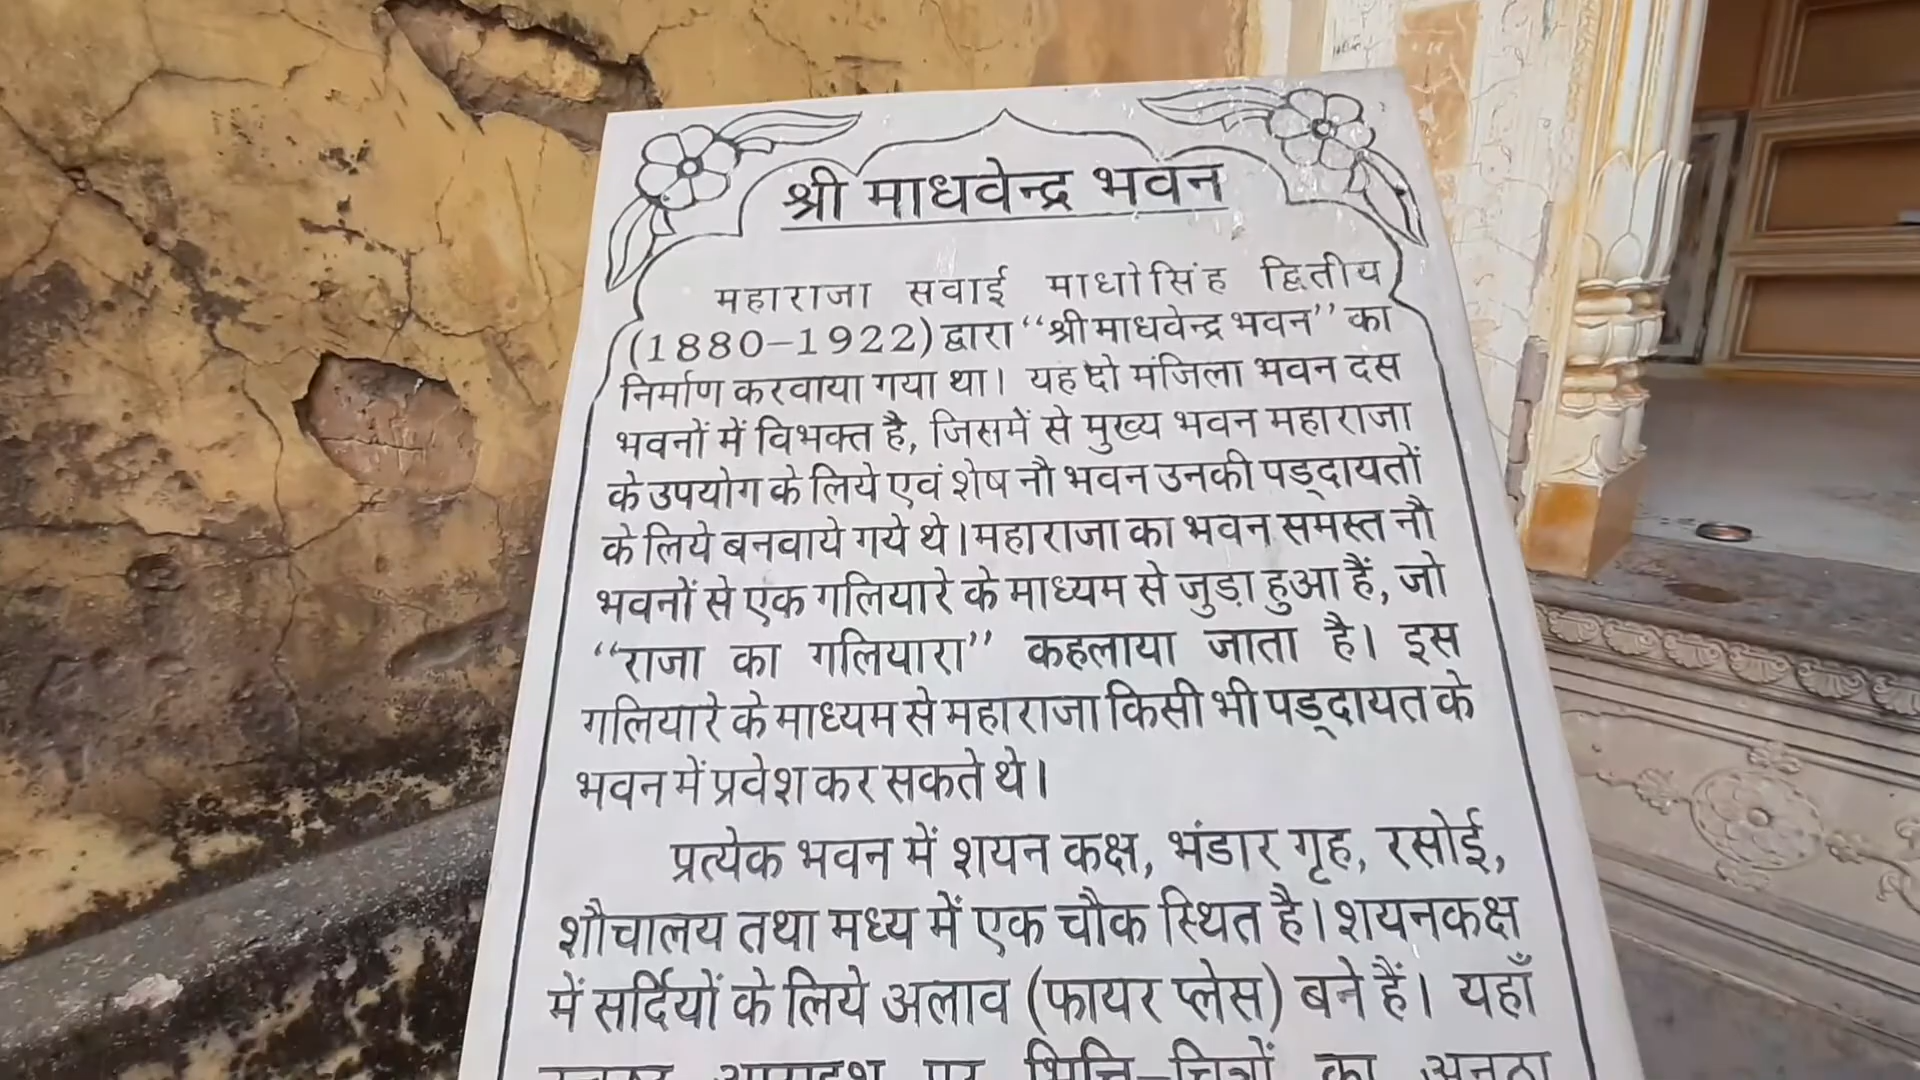 श्री माधवेन्द्र भवन
महाराजा सवाई माधोसिंह द्वितीय
(1880–1922) द्वारा “श्री माधवेन्द्र भवन” का
निर्माण करवाया गया था। यह दो मंजिला भवन दस
भवनों में विभक्त है, जिसमें से मुख्य भवन महाराजा
के उपयोग के लिये एवं शेष नौ भवन उनकी पड्दायतों
के लिये बनवाये गये थे। महाराजा का भवन समस्त नौ
भवनों से एक गलियारे के माध्यम से जुड़ा हुआ हैं, जो
“राजा का गलियारा” कहलाया जाता है। इस
गलियारे के माध्यम से महाराजा किसी भी पड्दायत के
भवन में प्रवेश कर सकते थे।
प्रत्येक भवन में शयन कक्ष, भंडार गृह, रसोई,
शौचालय तथा मध्य में एक चौक स्थित है। शयनकक्ष
में सर्दियों के लिये अलाव (फायर प्लेस) बने हैं। यहाँ
पर भित्ति–चित्रों का अनूठा